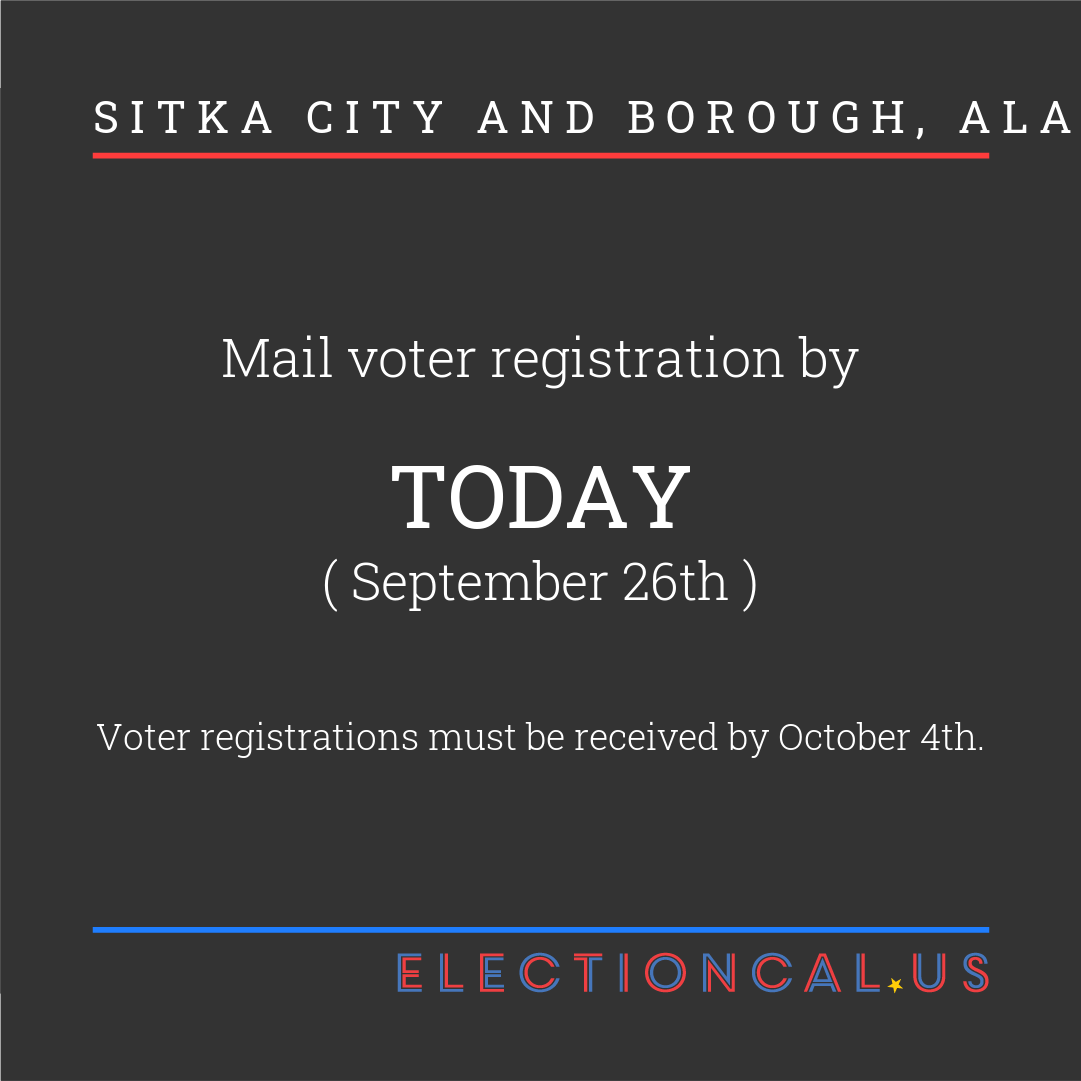 SITKA CITY AND BOROUGH, ALA
Mail voter registration by
TODAY
( September 26th )
Voter registrations must be received by October 4th.
ELECTIONCAL.US